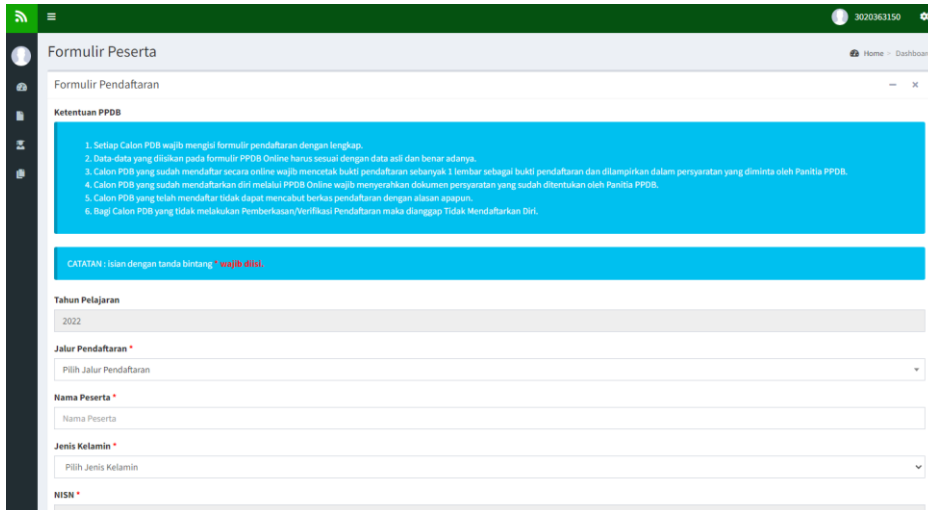 3020363150
Formulir Peserta
Home - Dashboar
Formulir Pendaftaran
Ketentuan PPDB
1. Setiap Calon PDB wajib mengisi formulir pendaftaran dengan lengkap.
2. Data-data yang diisikan pada formulir PPDB Online harus sesuai dengan data asli dan benar adanya.
3. Calon PDB yang sudah mendaftar secara online wajib mencetak bukti pendaftaran sebanyak 1 lembar sebagai bukti pendaftaran dan dilampirkan dalam persyaratan yang diminta oleh Panitia PPDB.
4. Calon PDB yang sudah mendaftarkan diri melalui PPDB Online wajib menyerahkan dokumen persyaratan yang sudah ditentukan oleh Panitia PPDB.
5. Calon PDB yang telah mendaftar tidak dapat mencabut berkas pendaftaran dengan alasan apapun.
6. Bagi Calon PDB yang tidak melakukan Pemberkasan/Verifikasi Pendaftaran maka dianggap Tidak Mendaftarkan Diri.
CATATAN : isian dengan tanda bintang * wajib diisi.
Tahun Pelajaran
2022
Jalur Pendaftaran *
Pilih Jalur Pendaftaran
Nama Peserta *
Nama Peserta
Jenis Kelamin *
Pilih Jenis Kelamin
NISN *